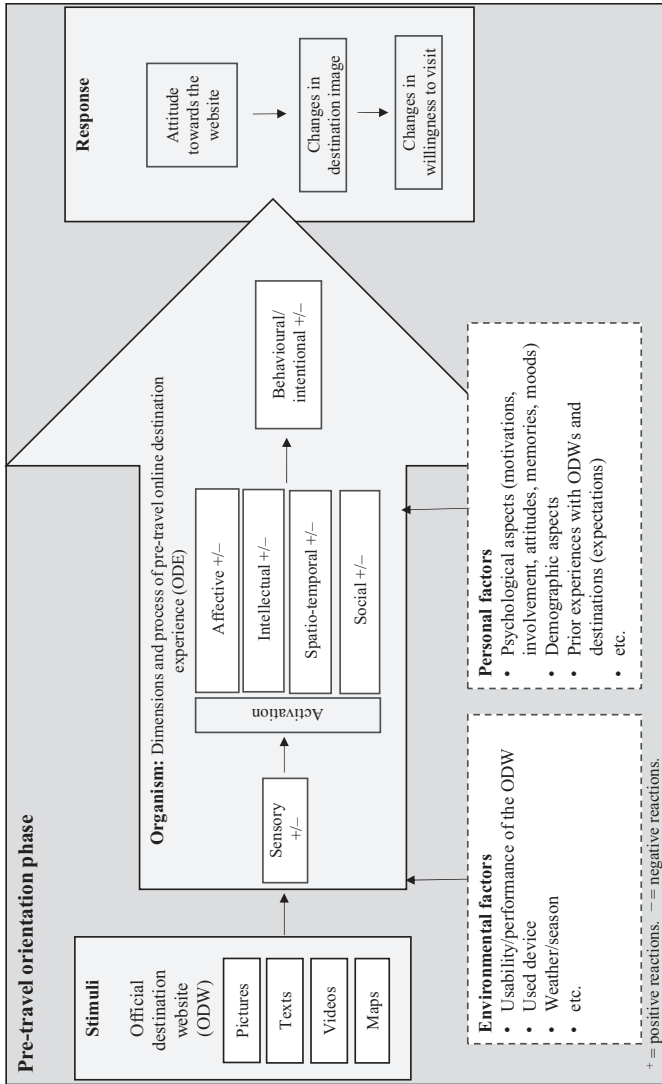 Pre-travel orientation phase
Stimuli
Official
destination
website
(ODW)
Pictures
Texts
Videos
Maps
Organism: Dimensions and process of pre-travel online destination
experience (ODE)
Sensory
+/–
Activation
Affective +/–
Intellectual +/–
Spatio-temporal +/–
Social +/–
Behavioural/
intentional +/–
Response
Attitude
towards the
website
Changes in
destination image
Changes in
willingness to visit
Environmental factors
• Usability/performance of the ODW
• Used device
• Weather/season
• etc.
Personal factors
• Psychological aspects (motivations,
involvement, attitudes, memories, moods)
• Demographic aspects
• Prior experiences with ODWs and
destinations (expectations)
• etc.
+ = positive reactions. – = negative reactions.